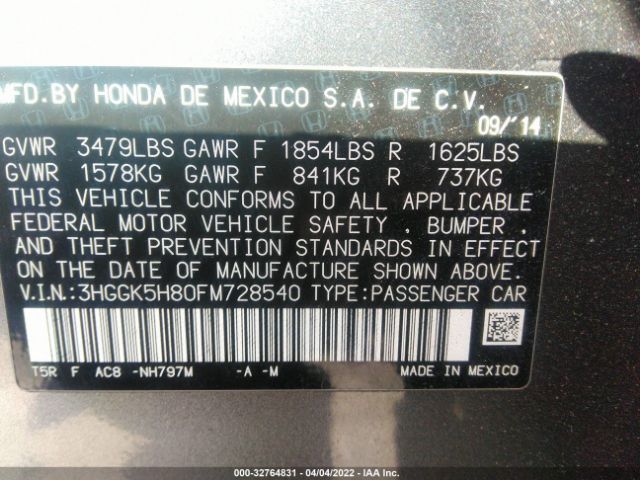 MFD.BY HONDA DE MEXICO S.A. DE C.V.
09/'14
GVWR 3479LBS GAWR F 1854LBS R 1625LBS
GVWR 1578KG GAWR F 841KG R 737KG
THIS VEHICLE CONFORMS TO ALL APPLICABLE
FEDERAL MOTOR VEHICLE SAFETY , BUMPER ,
AND THEFT PREVENTION STANDARDS IN EFFECT
ON THE DATE OF MANUFACTURE SHOWN ABOVE.
V.I.N.:3HGGK5H80FM728540 TYPE:PASSENGER CAR
T5R F AC8 -NH797M -A -M MADE IN MEXICO
000-32764831 - 04/04/2022 - IAA Inc.